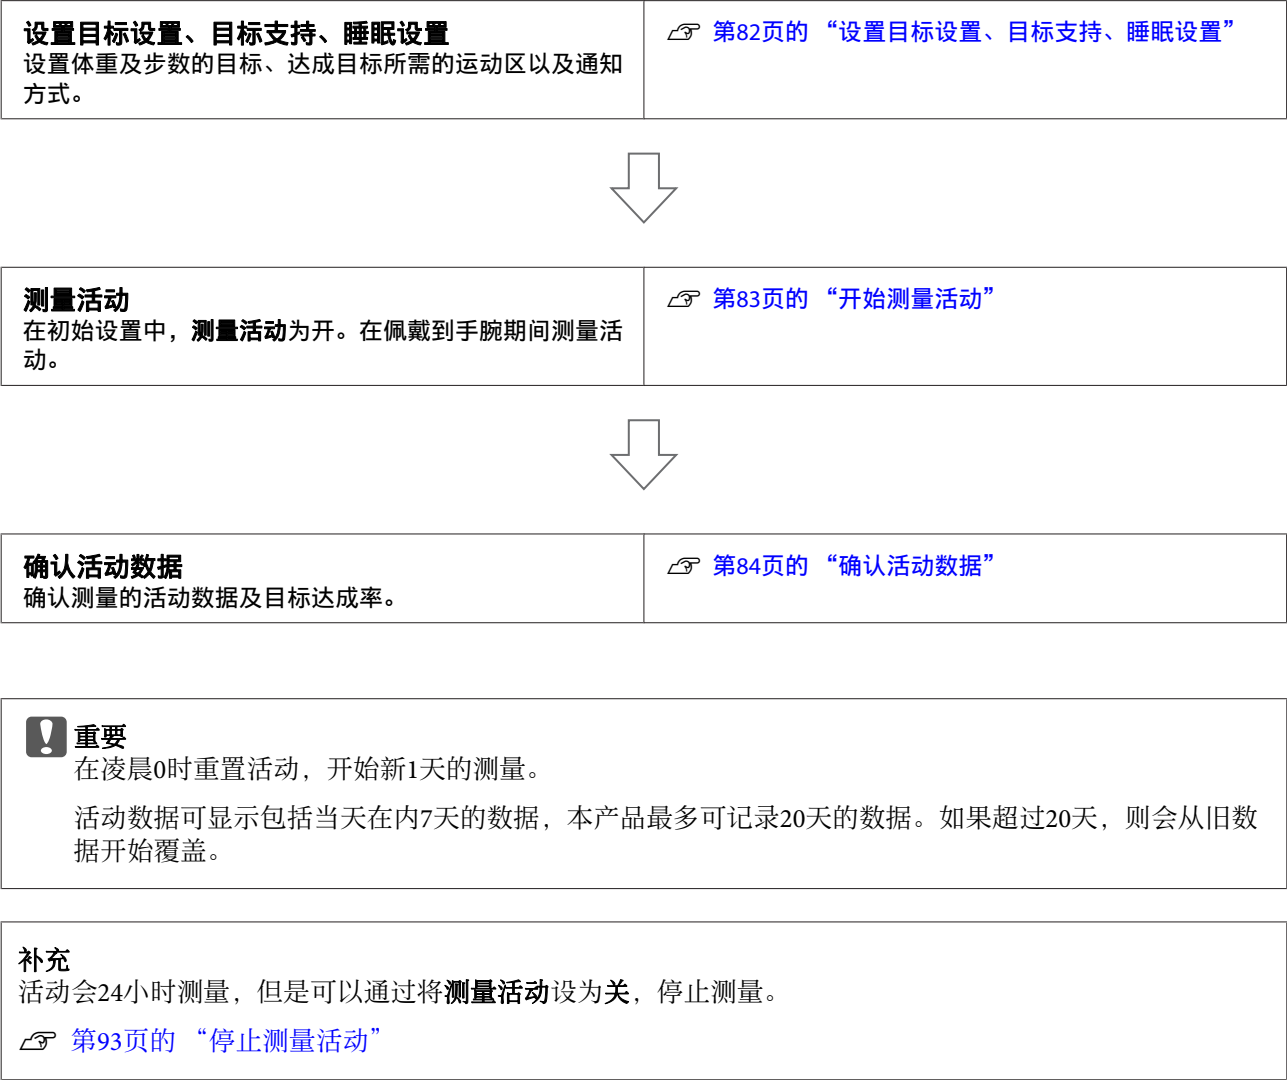 设置目标设置、目标支持、睡眠设置
设置体重及步数的目标、达成目标所需的运动区以及通知
方式。
第82页的 “设置目标设置、目标支持、睡眠设置”
测量活动
在初始设置中，测量活动为开。在佩戴到手腕期间测量活
动。
第83页的 “开始测量活动”
确认活动数据
确认测量的活动数据及目标达成率。
第84页的 “确认活动数据”
重要
在凌晨0时重置活动，开始新1天的测量。
活动数据可显示包括当天在内7天的数据，本产品最多可记录20天的数据。如果超过20天，则会从旧数
据开始覆盖。
补充
活动会24小时测量，但是可以通过将测量活动设为关，停止测量。
第93页的 “停止测量活动”